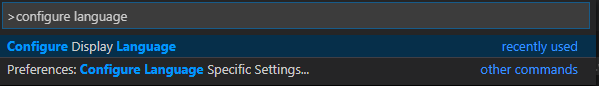 >configure language
Configure Display Language recently used
Preferences: Configure Language Specific Settings... other commands